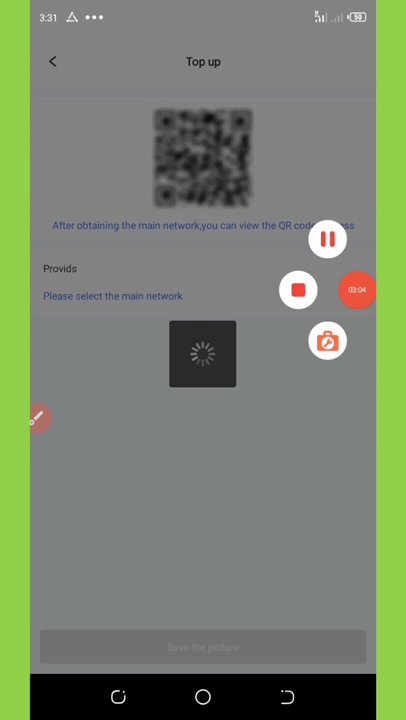 3:31
50
Top up
After obtaining the main network,you can view the QR code
Provids
Please select the main network
03:04
Save the picture